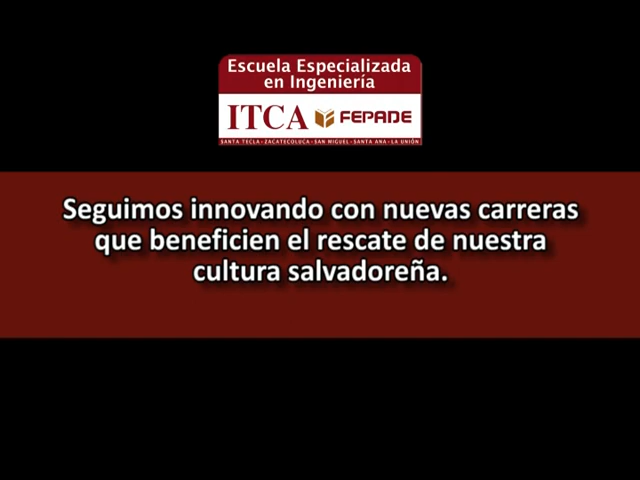 Escuela Especializada
en Ingeniería
ITCA FEPADE
SANTA TECLA - ZACATECOLUCA - SAN MIGUEL - SANTA ANA - LA UNIÓN
Seguimos innovando con nuevas carreras
que beneficien el rescate de nuestra
cultura salvadoreña.